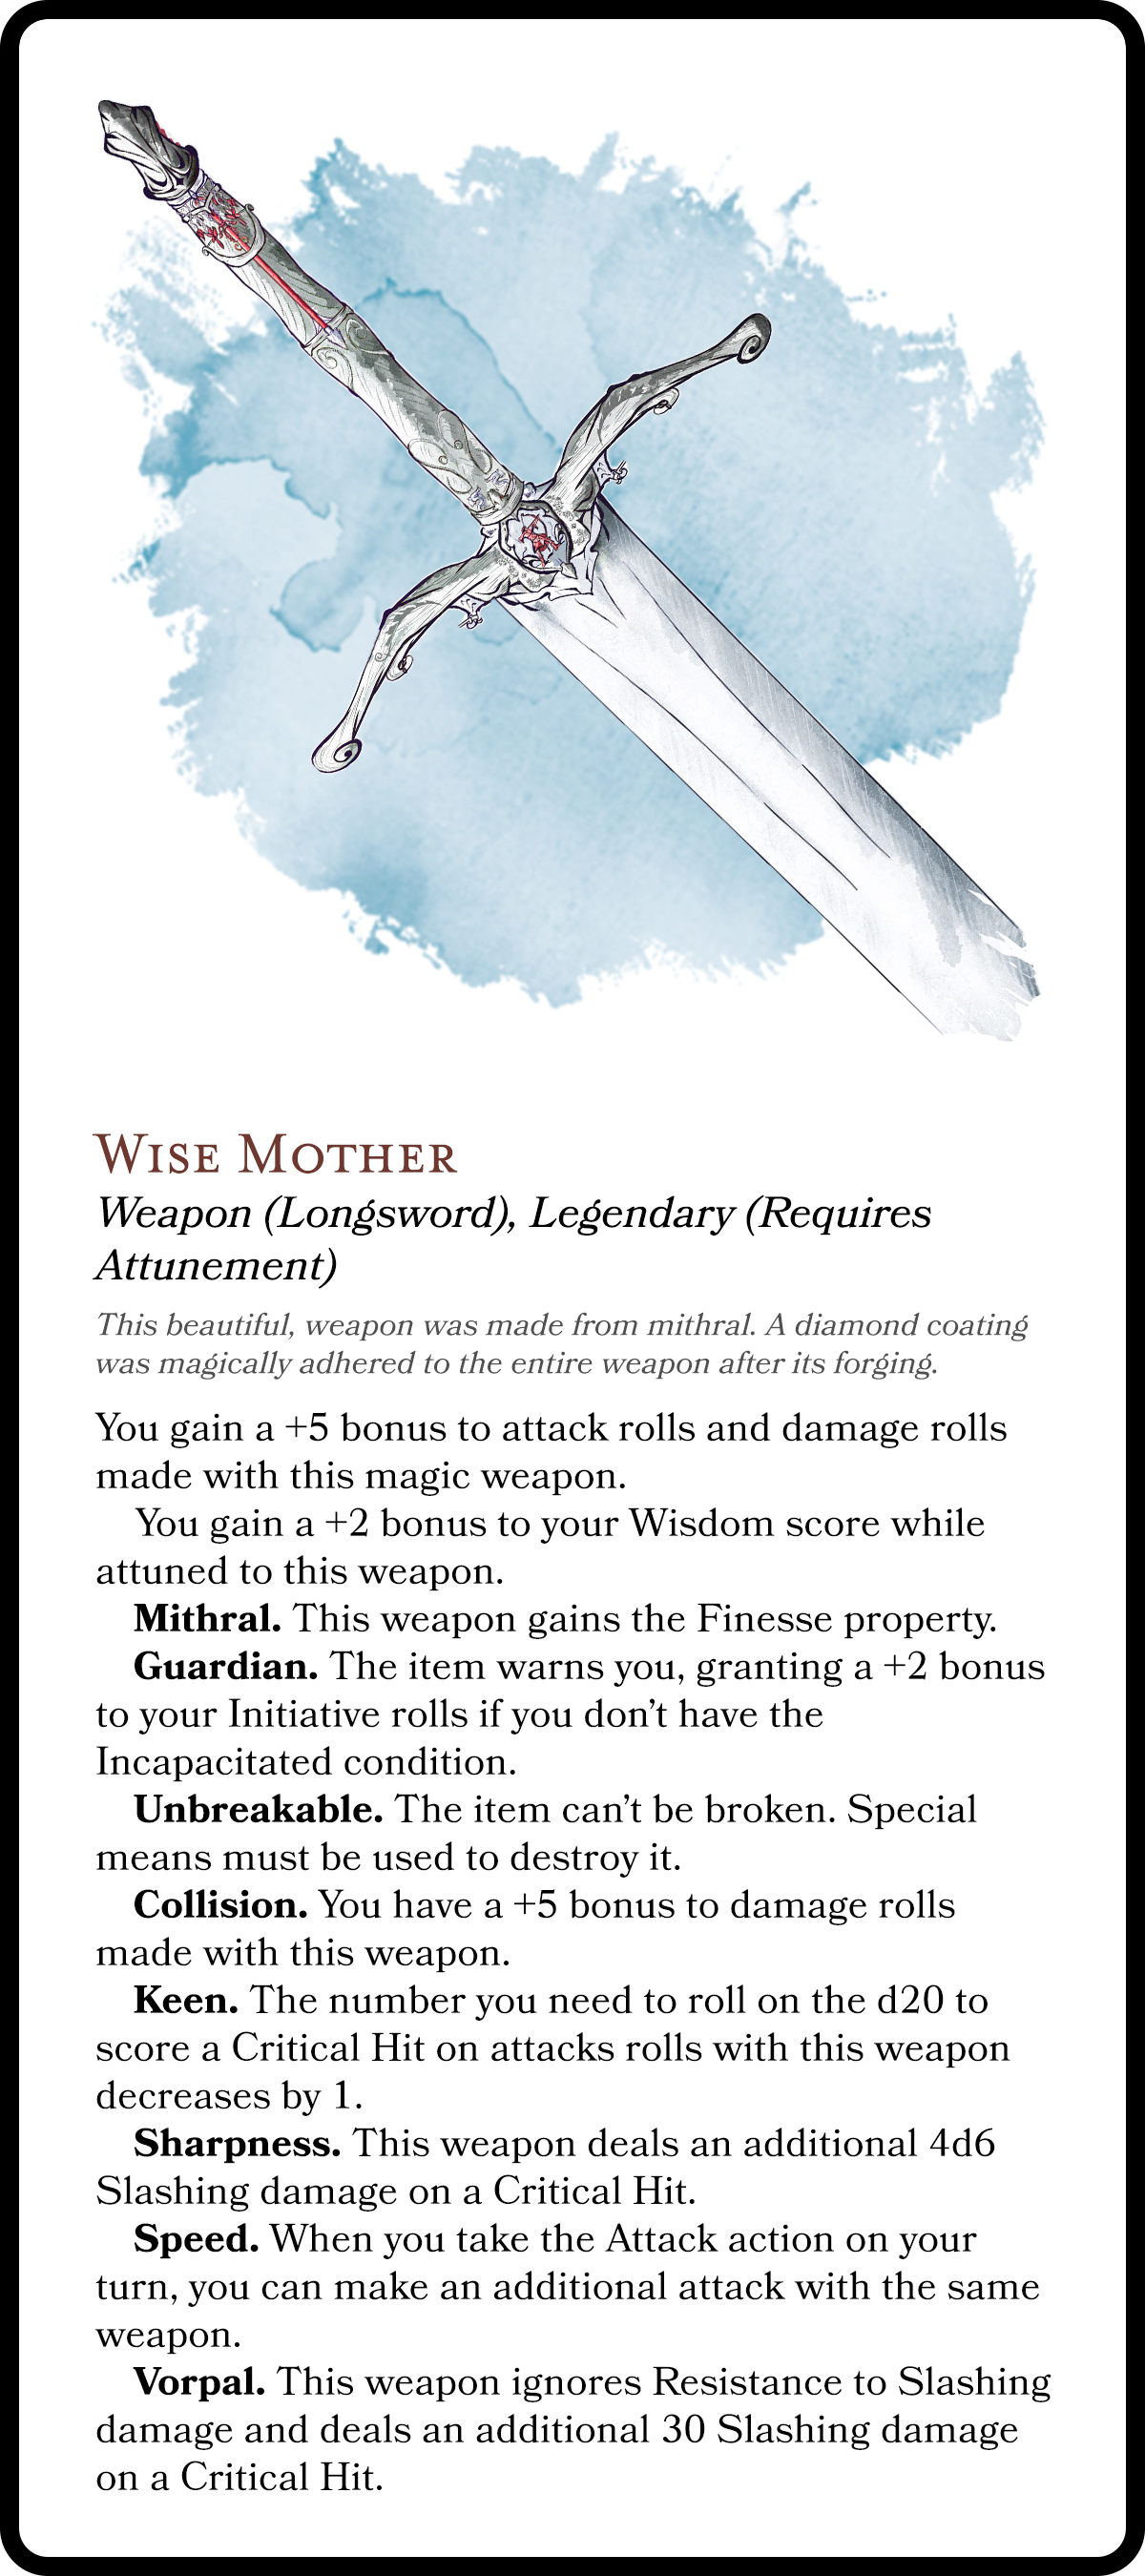 Wise Mother
Weapon (Longsword), Legendary (Requires
Attunement)
This beautiful, weapon was made from mithral. A diamond coating
was magically adhered to the entire weapon after its forging.
You gain a +5 bonus to attack rolls and damage rolls
made with this magic weapon.
You gain a +2 bonus to your Wisdom score while
attuned to this weapon.
Mithral. This weapon gains the Finesse property.
Guardian. The item warns you, granting a +2 bonus
to your Initiative rolls if you don’t have the
Incapacitated condition.
Unbreakable. The item can’t be broken. Special
means must be used to destroy it.
Collision. You have a +5 bonus to damage rolls
made with this weapon.
Keen. The number you need to roll on the d20 to
score a Critical Hit on attacks rolls with this weapon
decreases by 1.
Sharpness. This weapon deals an additional 4d6
Slashing damage on a Critical Hit.
Speed. When you take the Attack action on your
turn, you can make an additional attack with the same
weapon.
Vorpal. This weapon ignores Resistance to Slashing
damage and deals an additional 30 Slashing damage
on a Critical Hit.